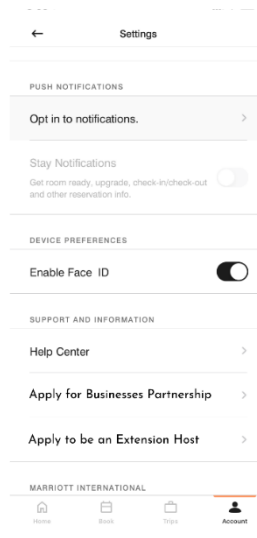 Settings
PUSH NOTIFICATIONS
Opt in to notifications.
Stay Notifications
Get room ready, upgrade, check-in/check-out
and other reservation info.
DEVICE PREFERENCES
Enable Face ID
SUPPORT AND INFORMATION
Help Center
Apply for Businesses Partnership
Apply to be an Extension Host
MARRIOTT INTERNATIONAL
Home Book Trips Account